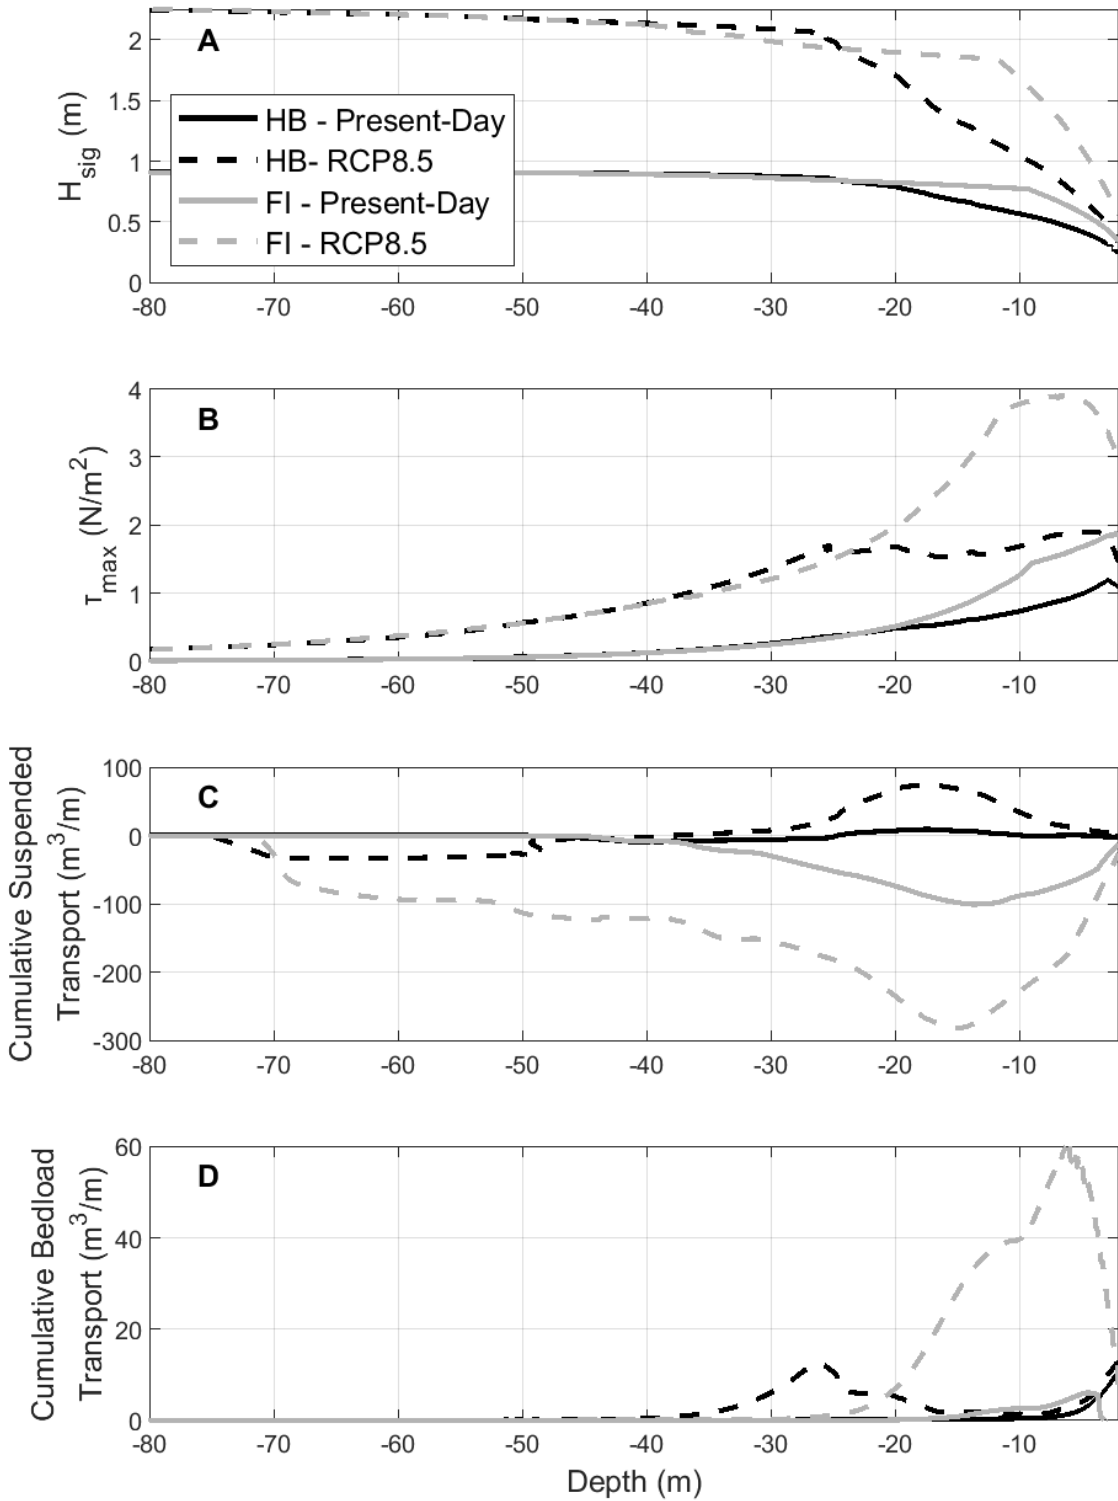 A
2
1.5
1
0.5
0
H_sig (m)
HB - Present-Day
HB- RCP8.5
FI - Present-Day
FI - RCP8.5
-80 -70 -60 -50 -40 -30 -20 -10
B
4
3
2
1
0
τ_max (N/m²)
-80 -70 -60 -50 -40 -30 -20 -10
C
100
0
-100
-200
-300
Cumulative Suspended
Transport (m³/m)
-80 -70 -60 -50 -40 -30 -20 -10
D
60
40
20
0
Cumulative Bedload
Transport (m³/m)
-80 -70 -60 -50 -40 -30 -20 -10
Depth (m)